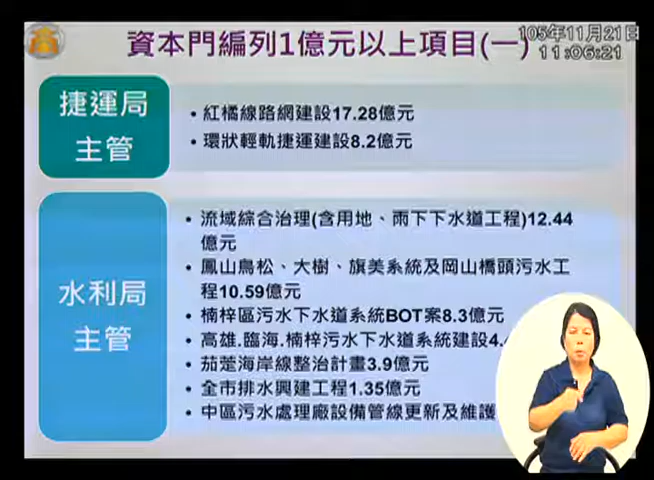 資本門編列1億元以上項目(一)
105年11月21日
11:06:21
捷運局
主管
• 紅橘線路網建設17.28億元
• 環狀輕軌捷運建設8.2億元
水利局
主管
• 流域綜合治理(含用地、雨下下水道工程)12.44
億元
• 鳳山鳥松、大樹、旗美系統及岡山橋頭污水工
程10.59億元
• 楠梓區污水下水道系統BOT案8.3億元
• 高雄.臨海.楠梓污水下水道系統建設4.
• 茄萣海岸線整治計畫3.9億元
• 全市排水興建工程1.35億元
• 中區污水處理廠設備管線更新及維護